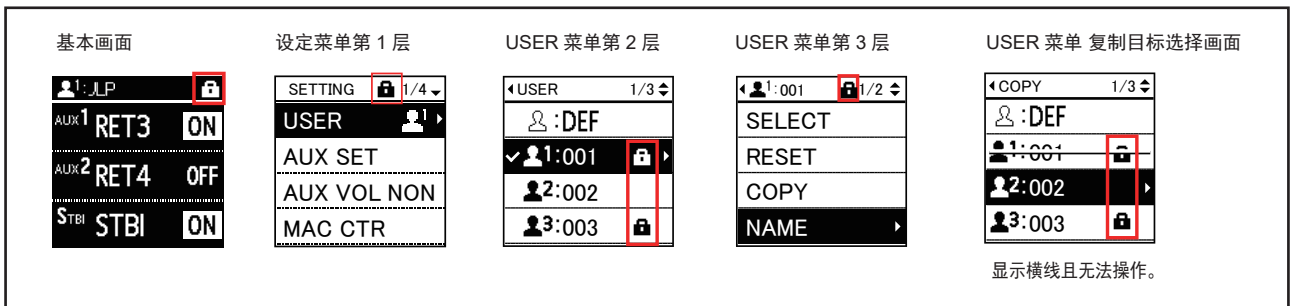 基本画面
1:JLP
AUX1 RET3 ON
AUX2 RET4 OFF
STBI STBI ON
设定菜单第 1 层
SETTING 1/4
USER 1
AUX SET
AUX VOL NON
MAC CTR
USER 菜单第 2 层
USER 1/3
:DEF
1:001
2:002
3:003
USER 菜单第 3 层
1:001 1/2
SELECT
RESET
COPY
NAME
USER 菜单 复制目标选择画面
COPY 1/3
:DEF
1:001
2:002
3:003
显示横线且无法操作。